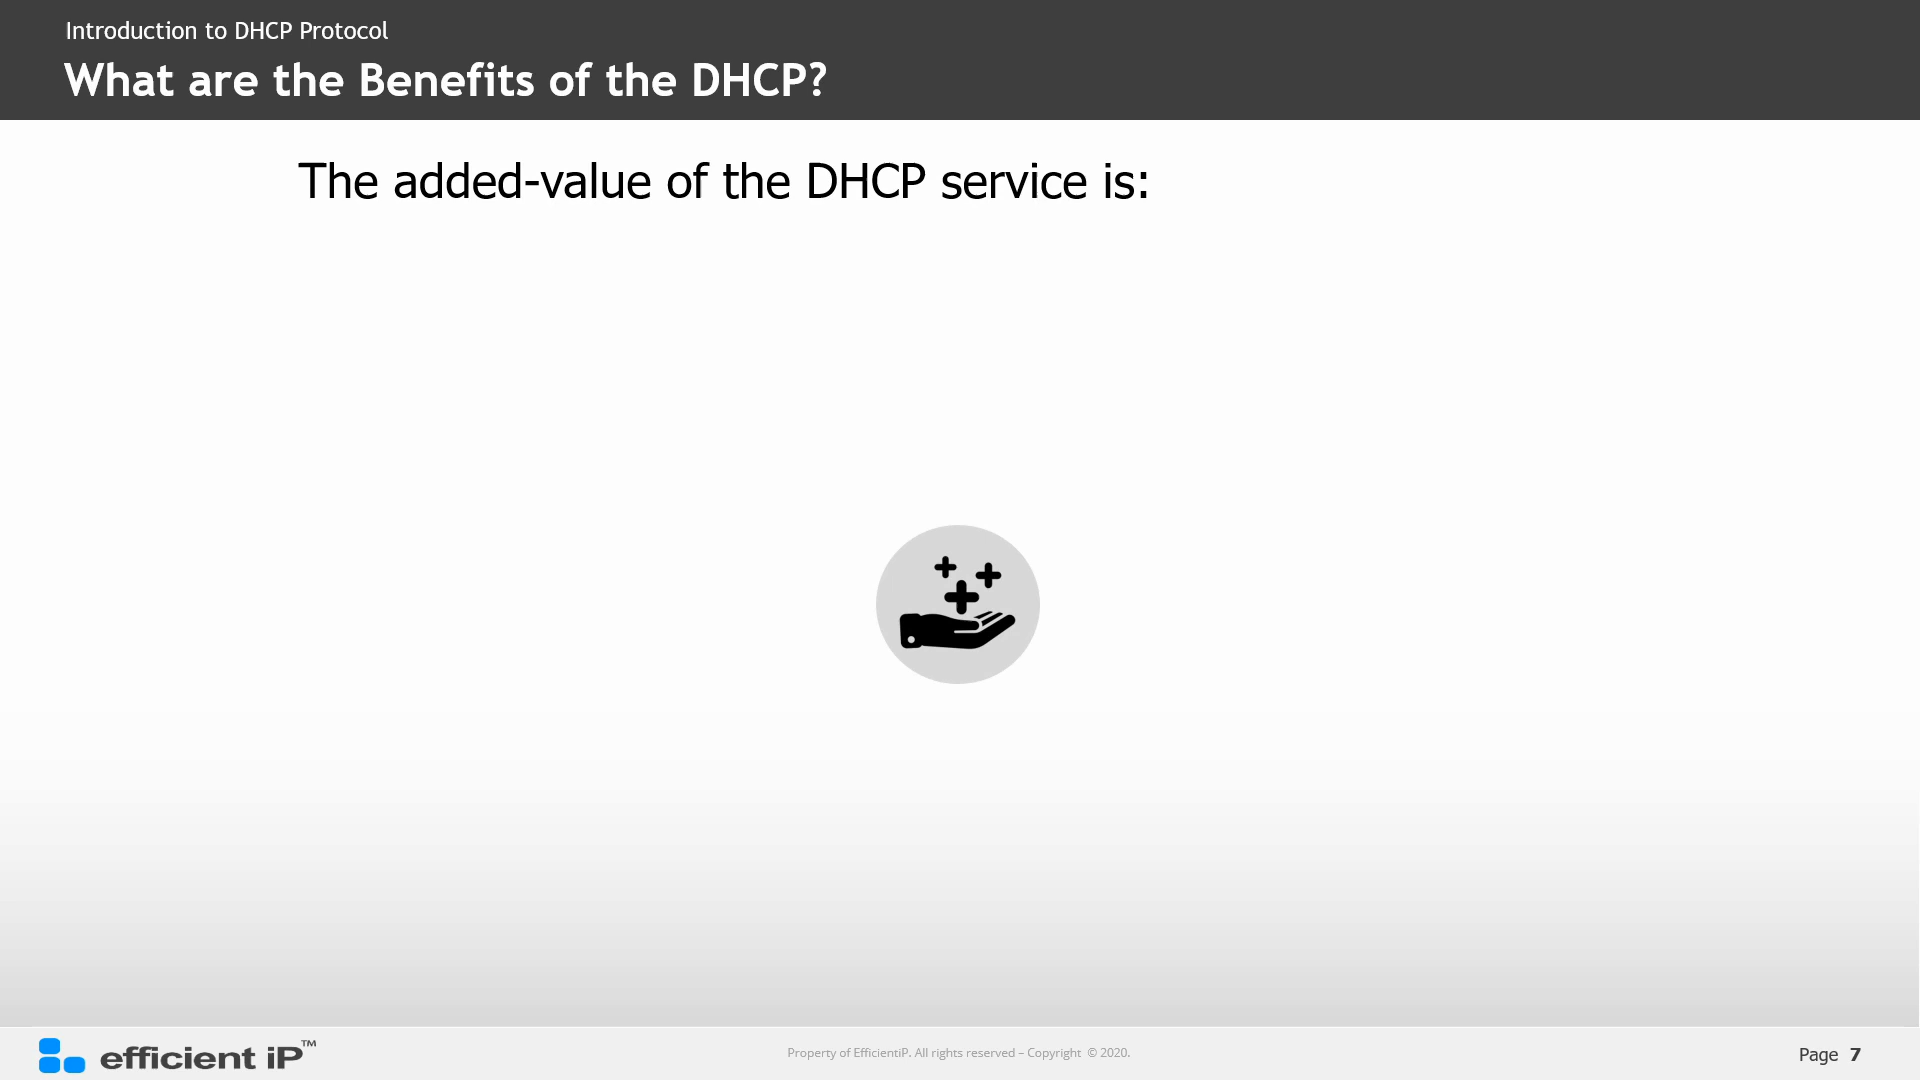 Introduction to DHCP Protocol
What are the Benefits of the DHCP?
The added-value of the DHCP service is:
efficient iP™
Property of EfficientiP. All rights reserved – Copyright © 2020.
Page 7